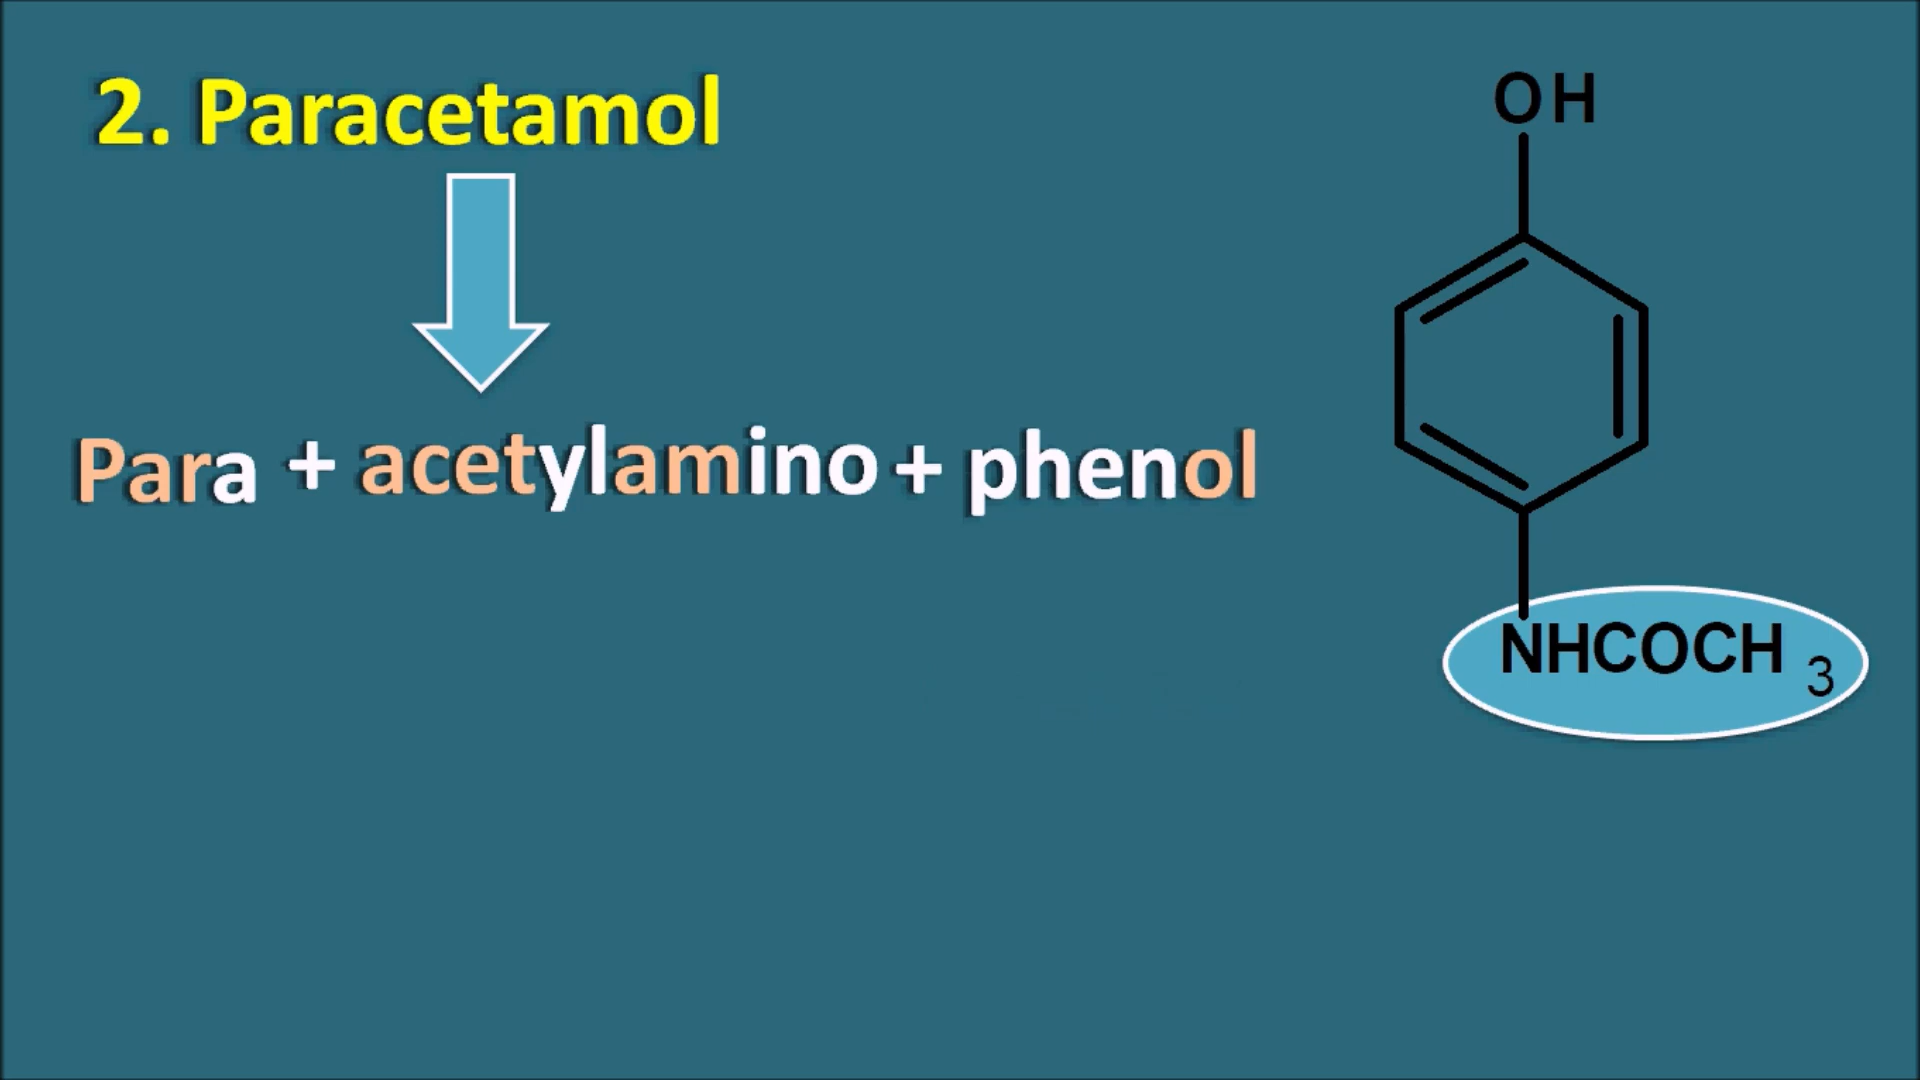 2. Paracetamol
Para + acetylamino + phenol
OH
NHCOCH 3